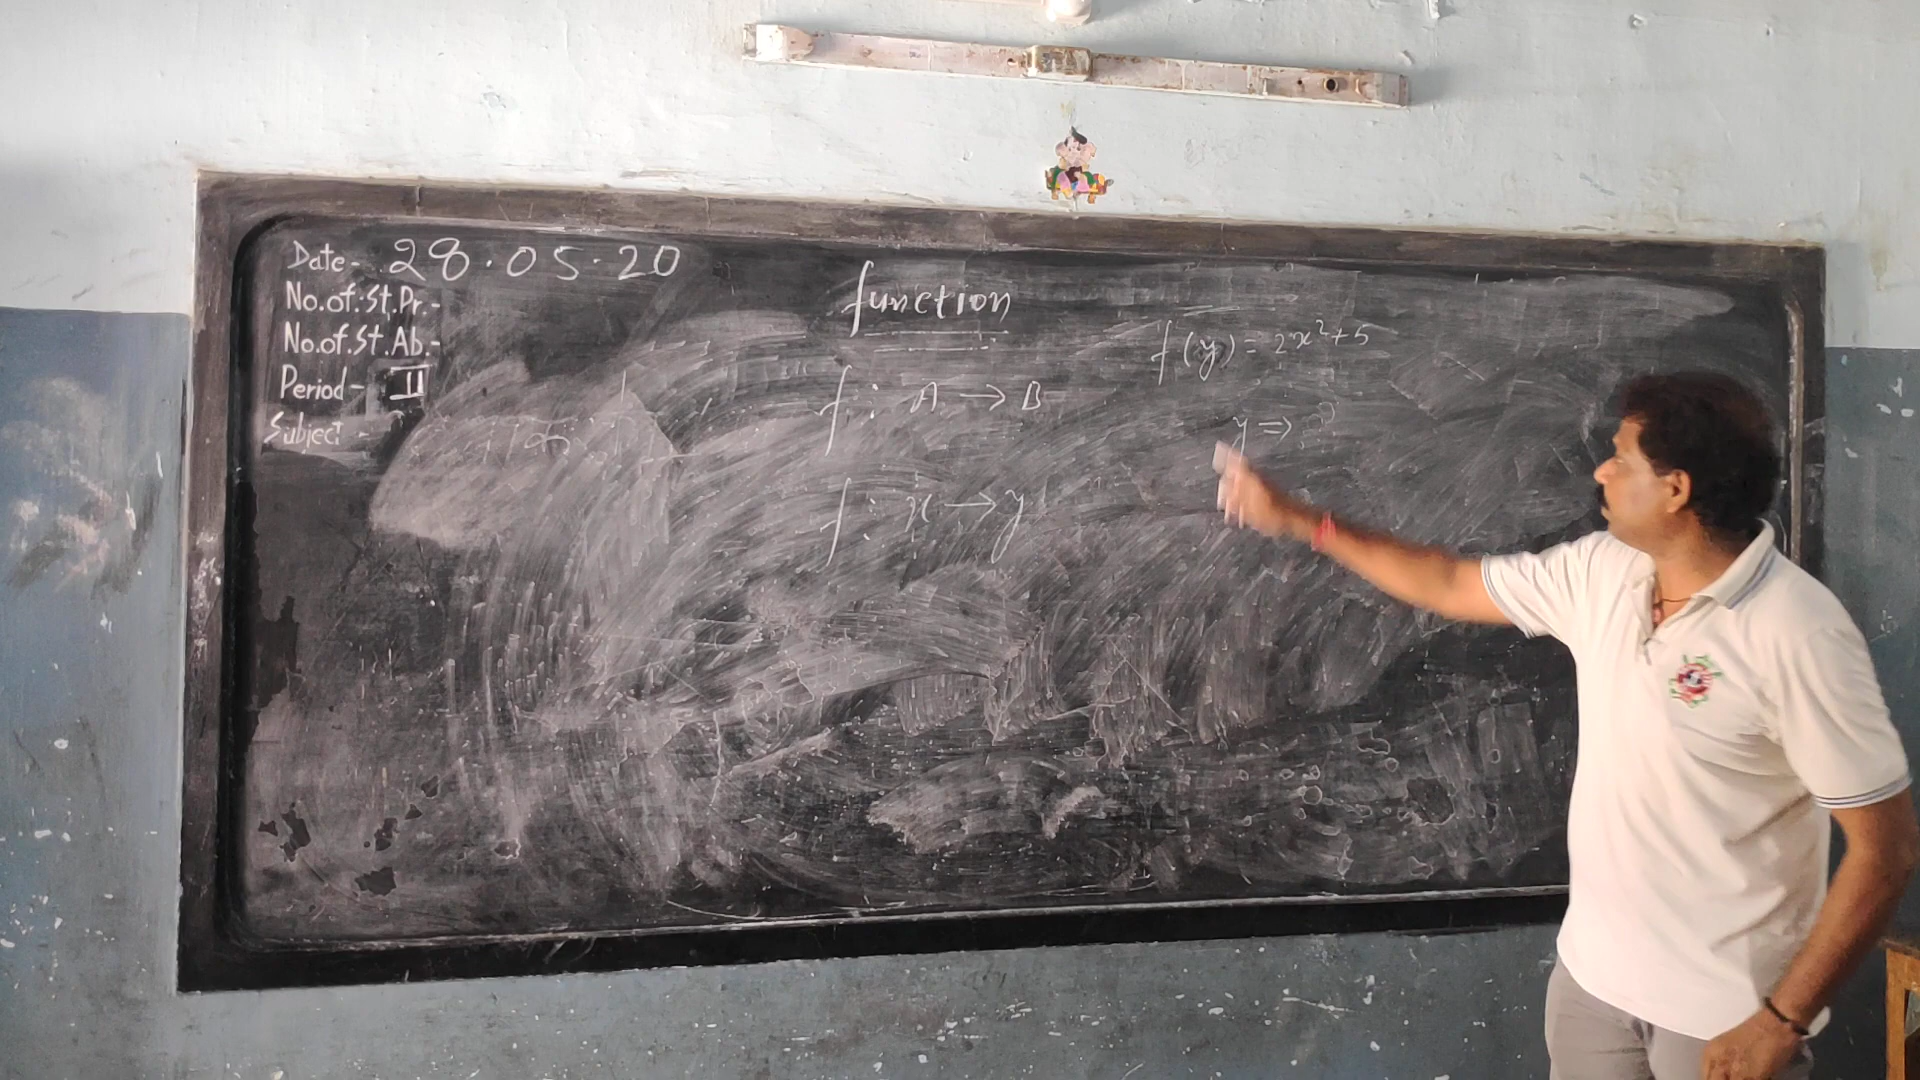 Date - 28.05.20
No.of.St.Pr.-
No.of.St.Ab.-
Period - II
Subject -
function
f : A → B
f : x → y
f(y) = 2x²+5
y ⇒